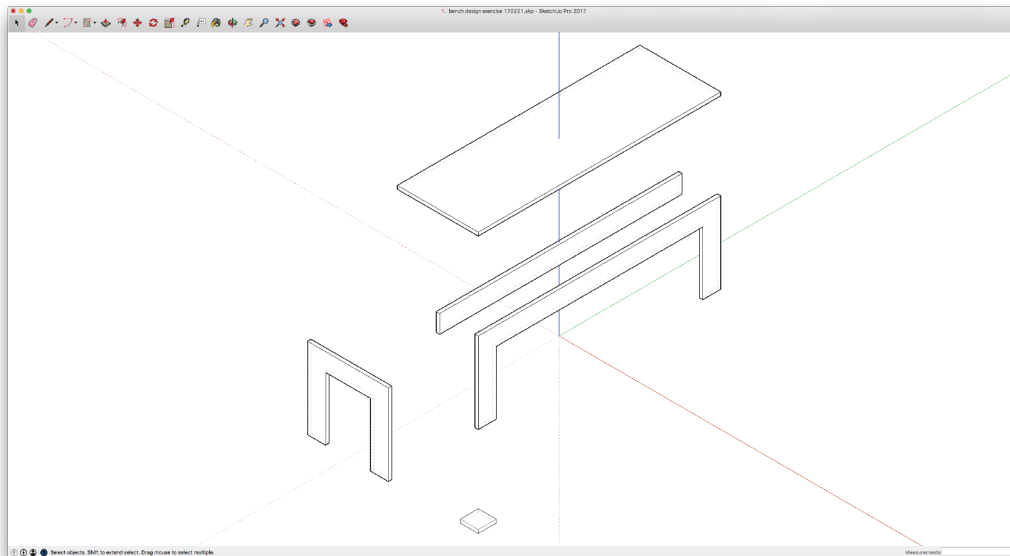 bench design exercise 170221.skp - SketchUp Pro 2017
Select objects. Shift to extend select. Drag mouse to select multiple.
Measurements